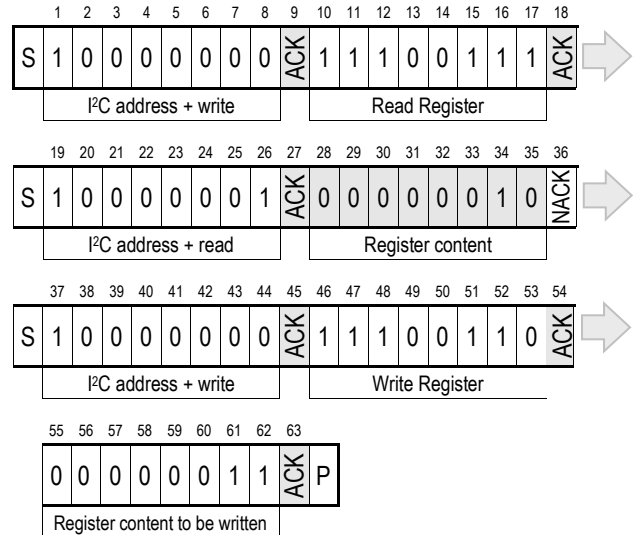 1 2 3 4 5 6 7 8 9 10 11 12 13 14 15 16 17 18
S 1 0 0 0 0 0 0 0 ACK 1 1 1 0 0 1 1 1 ACK
I²C address + write Read Register
19 20 21 22 23 24 25 26 27 28 29 30 31 32 33 34 35 36
S 1 0 0 0 0 0 0 1 ACK 0 0 0 0 0 0 1 0 NACK
I²C address + read Register content
37 38 39 40 41 42 43 44 45 46 47 48 49 50 51 52 53 54
S 1 0 0 0 0 0 0 0 ACK 1 1 1 0 0 1 1 0 ACK
I²C address + write Write Register
55 56 57 58 59 60 61 62 63
0 0 0 0 0 0 1 1 ACK P
Register content to be written